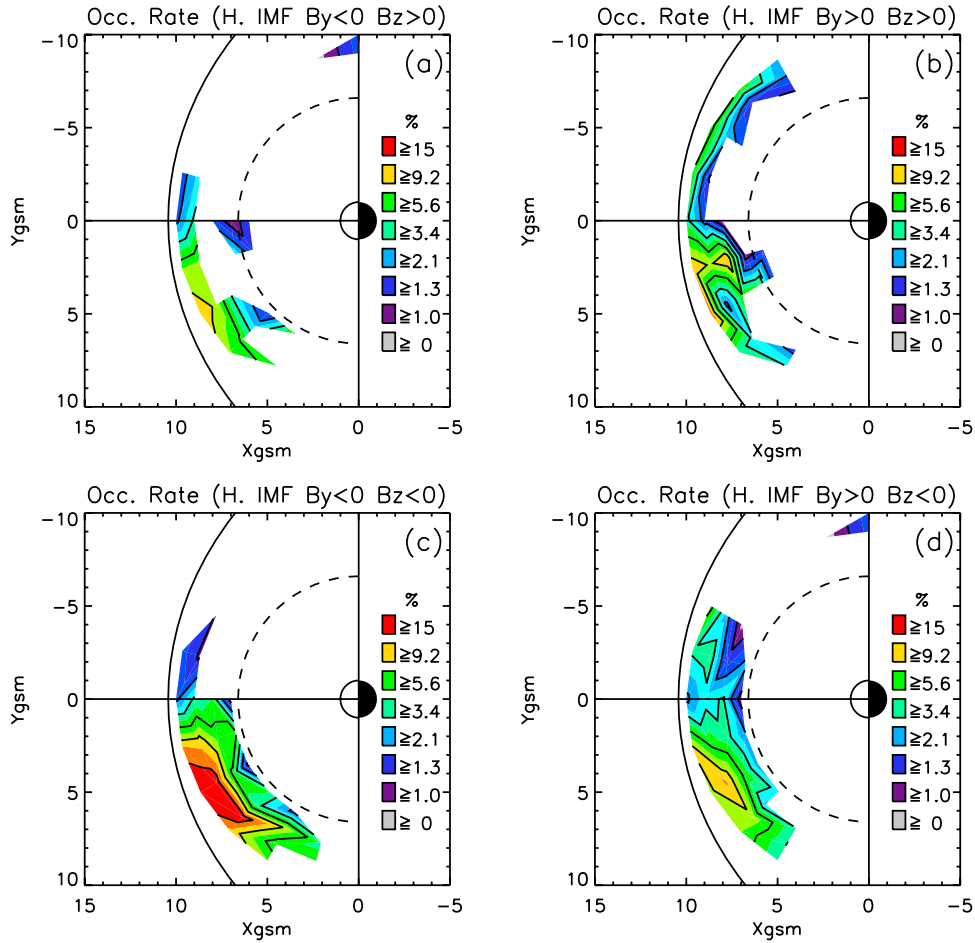 Occ. Rate (H. IMF By<0 Bz>0)
(a)
-10
-5
0
5
10
Ygsm
15 10 5 0 -5
Xgsm
%
≥15
≥9.2
≥5.6
≥3.4
≥2.1
≥1.3
≥1.0
≥ 0
Occ. Rate (H. IMF By>0 Bz>0)
(b)
-10
-5
0
5
10
Ygsm
15 10 5 0 -5
Xgsm
%
≥15
≥9.2
≥5.6
≥3.4
≥2.1
≥1.3
≥1.0
≥ 0
Occ. Rate (H. IMF By<0 Bz<0)
(c)
-10
-5
0
5
10
Ygsm
15 10 5 0 -5
Xgsm
%
≥15
≥9.2
≥5.6
≥3.4
≥2.1
≥1.3
≥1.0
≥ 0
Occ. Rate (H. IMF By>0 Bz<0)
(d)
-10
-5
0
5
10
Ygsm
15 10 5 0 -5
Xgsm
%
≥15
≥9.2
≥5.6
≥3.4
≥2.1
≥1.3
≥1.0
≥ 0